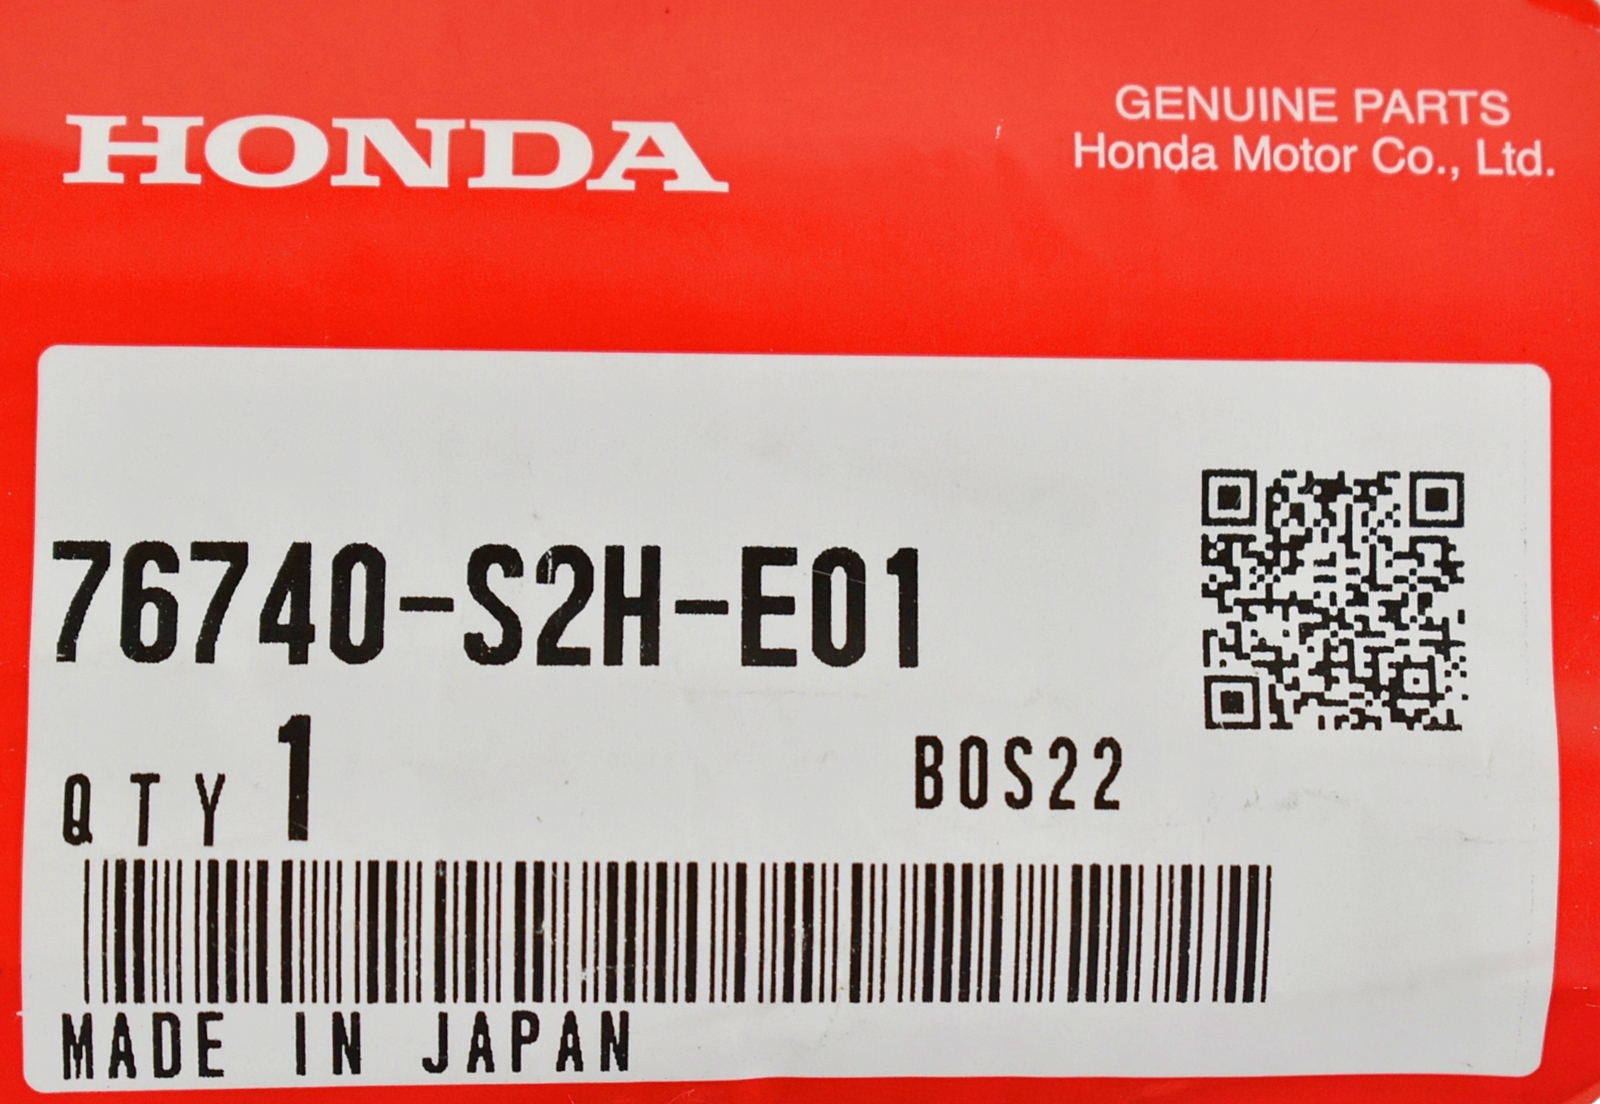 HONDA
GENUINE PARTS
Honda Motor Co., Ltd.
76740-S2H-E01
QTY 1
B0S22
MADE IN JAPAN